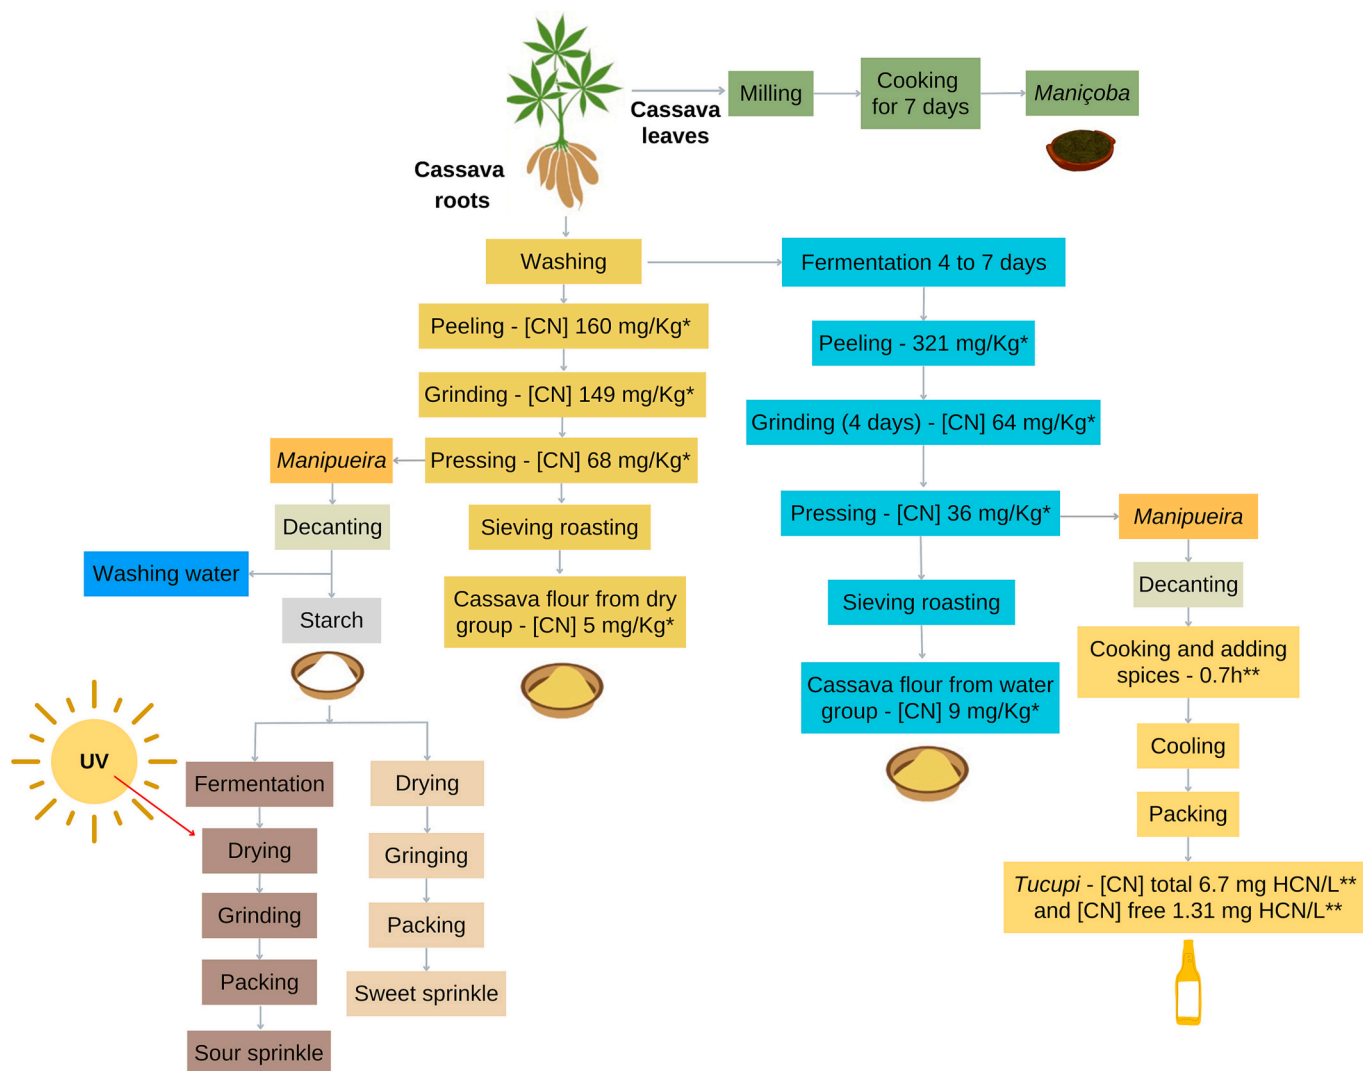 Cassava
leaves
Milling
Cooking
for 7 days
Maniçoba
Cassava
roots
Washing
Fermentation 4 to 7 days
Peeling - [CN] 160 mg/Kg*
Peeling - 321 mg/Kg*
Grinding - [CN] 149 mg/Kg*
Grinding (4 days) - [CN] 64 mg/Kg*
Manipueira
Pressing - [CN] 68 mg/Kg*
Pressing - [CN] 36 mg/Kg*
Manipueira
Decanting
Sieving roasting
Washing water
Decanting
Starch
Cassava flour from dry
group - [CN] 5 mg/Kg*
Sieving roasting
Cooking and adding
spices - 0.7h**
Cassava flour from water
group - [CN] 9 mg/Kg*
Cooling
UV
Fermentation
Drying
Packing
Drying
Gringing
Tucupi - [CN] total 6.7 mg HCN/L**
and [CN] free 1.31 mg HCN/L**
Grinding
Packing
Packing
Sweet sprinkle
Sour sprinkle